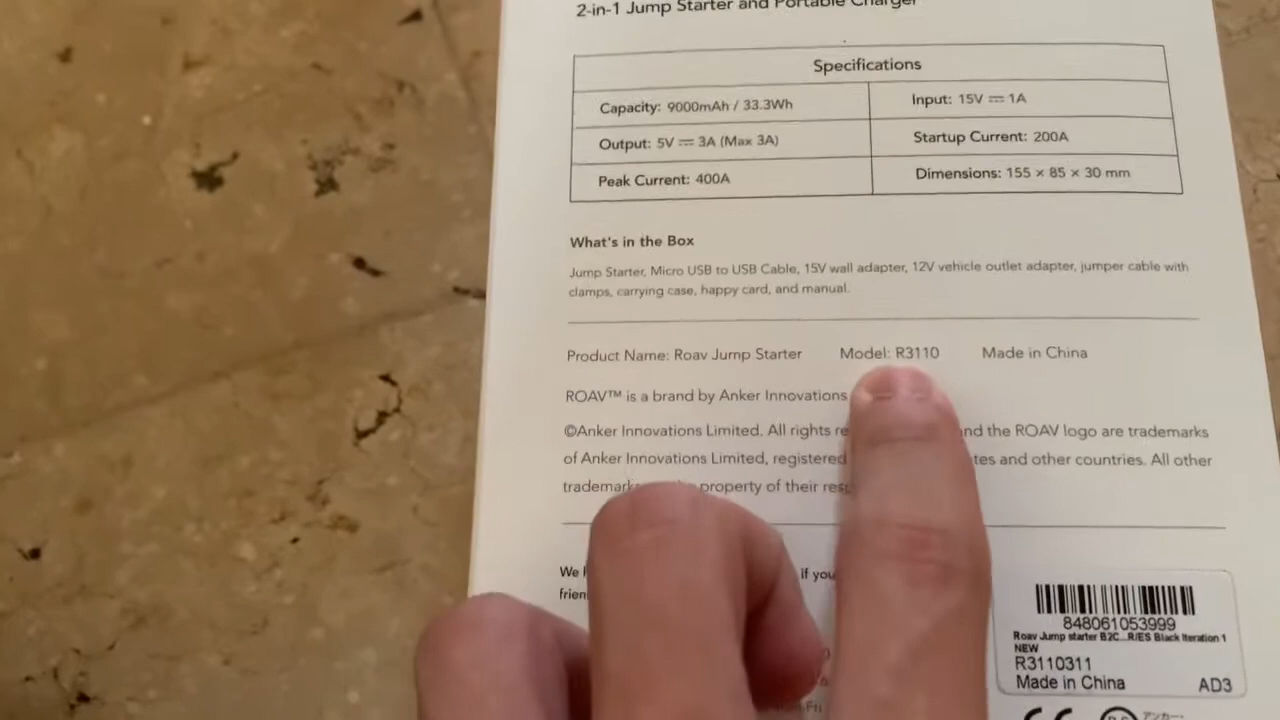 2-in-1 Jump Starter and Portable Charger
Specifications
Capacity: 9000mAh / 33.3Wh
Input: 15V ⎓ 1A
Output: 5V ⎓ 3A (Max 3A)
Startup Current: 200A
Peak Current: 400A
Dimensions: 155 × 85 × 30 mm
What's in the Box
Jump Starter, Micro USB to USB Cable, 15V wall adapter, 12V vehicle outlet adapter, jumper cable with
clamps, carrying case, happy card, and manual.
Product Name: Roav Jump Starter Model: R3110 Made in China
ROAV™ is a brand by Anker Innovations
©Anker Innovations Limited. All rights and the ROAV logo are trademarks
of Anker Innovations Limited, registered and other countries. All other
property of their
We
if you
848061053999
Roav Jump starter B2C...R/ES Black Iteration 1
NEW
R3110311
Made in China AD3
アンカー・